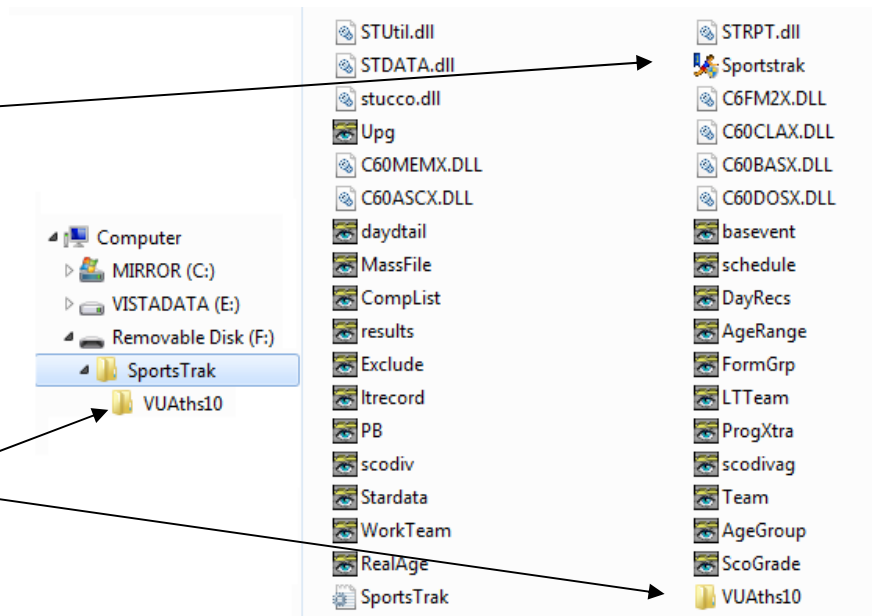 Computer
MIRROR (C:)
VISTADATA (E:)
Removable Disk (F:)
SportsTrak
VUAths10
STUtil.dll
STRPT.dll
STDATA.dll
Sportstrak
stucco.dll
C6FM2X.DLL
Upg
C60CLAX.DLL
C60MEMX.DLL
C60BASX.DLL
C60ASCX.DLL
C60DOSX.DLL
daydtail
basevent
MassFile
schedule
CompList
DayRecs
results
AgeRange
Exclude
FormGrp
ltrecord
LTTeam
PB
ProgXtra
scodiv
scodivag
Stardata
Team
WorkTeam
AgeGroup
RealAge
ScoGrade
SportsTrak
VUAths10